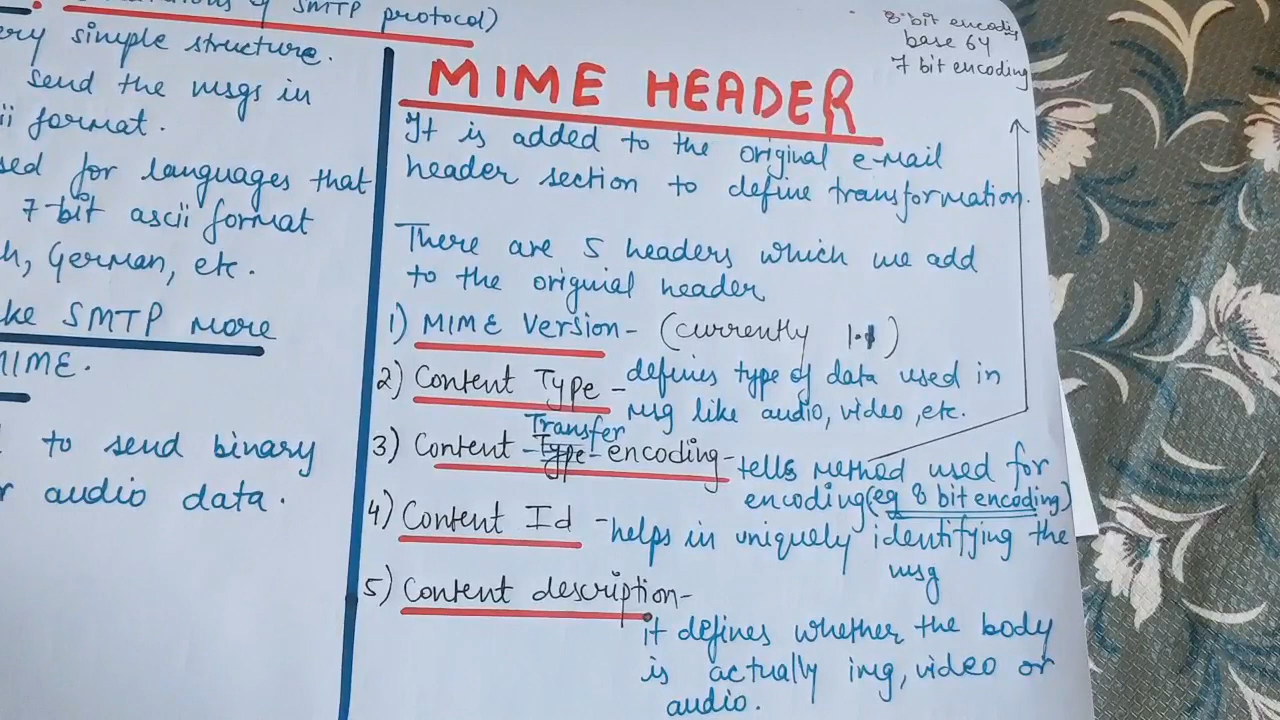 SMTP protocol)
simple structure.
send the msgs in
format.
for languages that
7-bit ascii format
German, etc.
SMTP more
MIME.
to send binary
audio data.
8-bit encoding
base 64
7 bit encoding
MIME HEADER
It is added to the original e-mail
header section to define transformation.
There are 5 headers which we add
to the original header
1) MIME Version- (currently 1.1)
2) Content Type - defines type of data used in
msg like audio, video, etc.
Transfer
3) Content -Type- encoding- tells method used for
encoding(eg 8 bit encoding)
4) Content Id - helps in uniquely identifying the
msg
5) Content description-
it defines whether the body
is actually img, video or
audio.